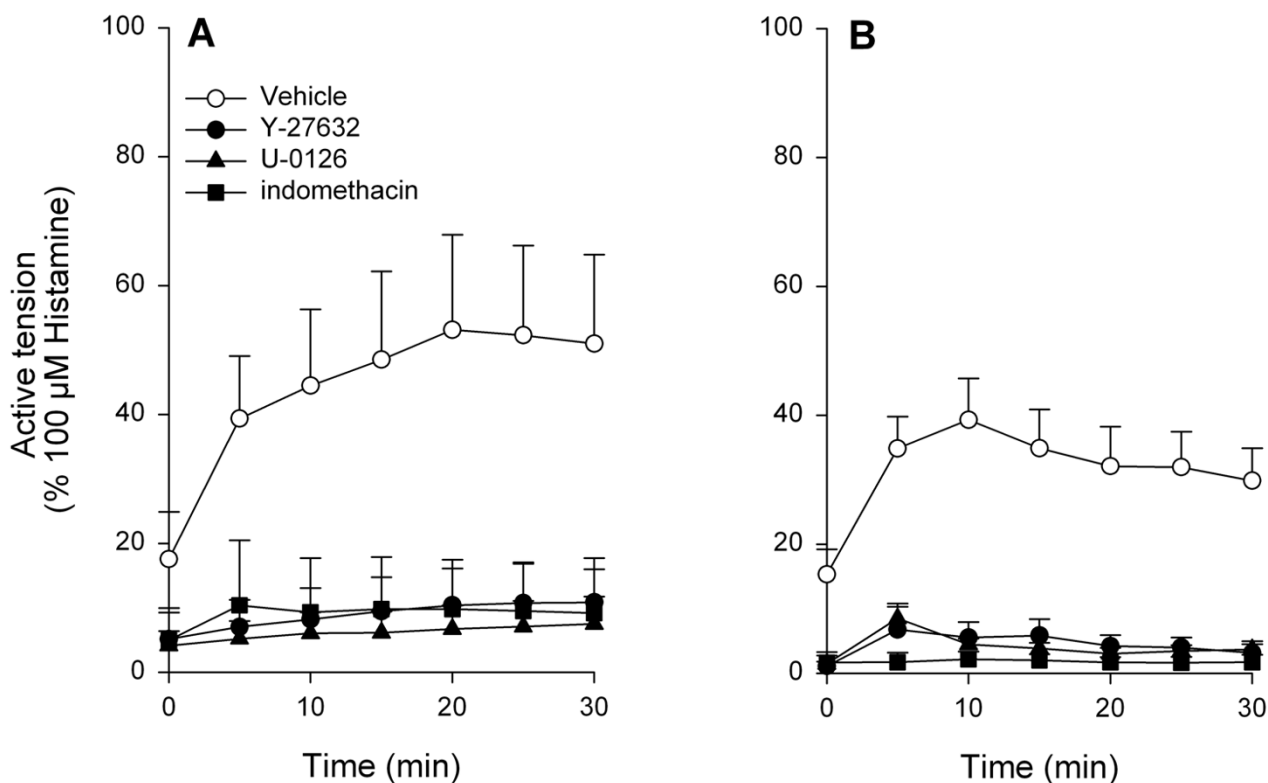 A
Vehicle
Y-27632
U-0126
indomethacin
Active tension
(% 100 µM Histamine)
100
80
60
40
20
0
0 10 20 30
Time (min)
B
100
80
60
40
20
0
0 10 20 30
Time (min)